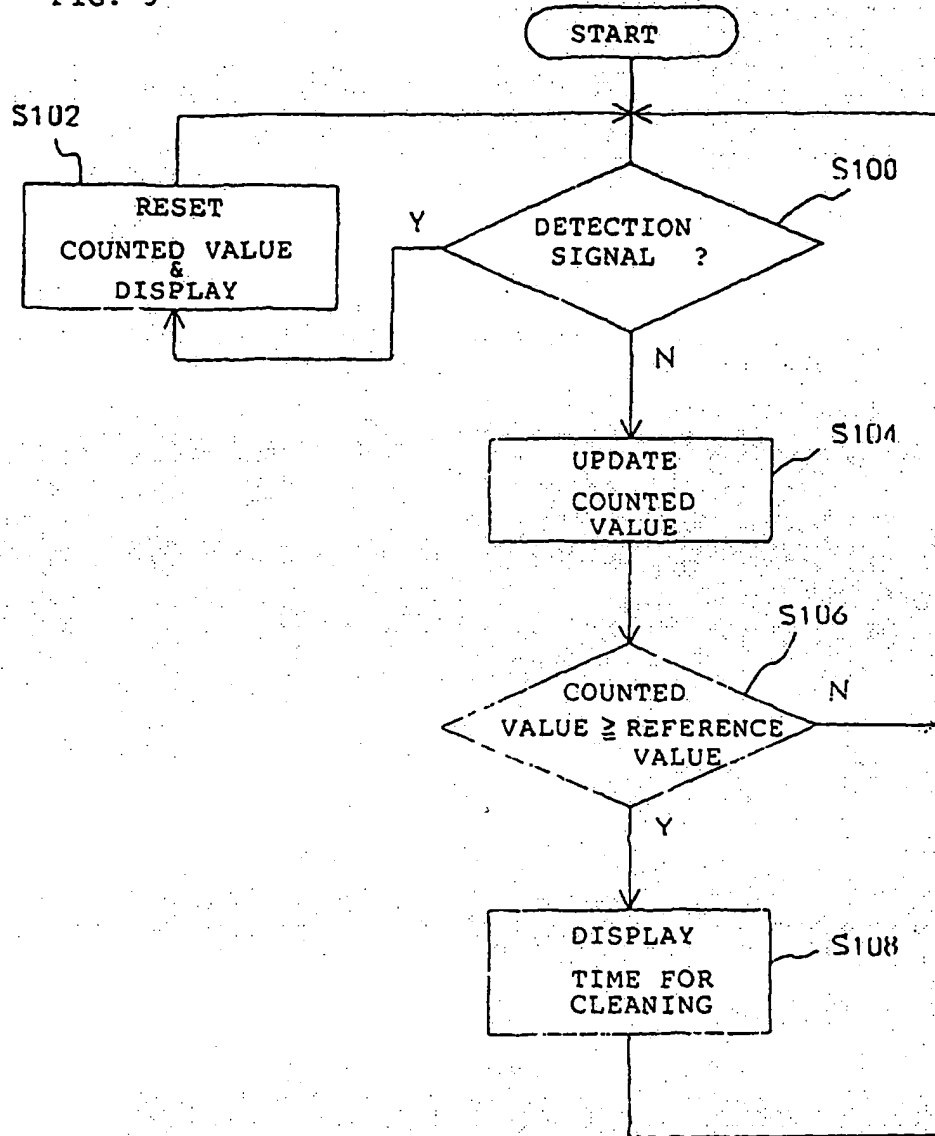 START
S102
S100
RESET
COUNTED VALUE
&
DISPLAY
Y
DETECTION
SIGNAL ?
N
S104
UPDATE
COUNTED
VALUE
S106
COUNTED
VALUE ≧ REFERENCE
VALUE
N
Y
DISPLAY
TIME FOR
CLEANING
S108